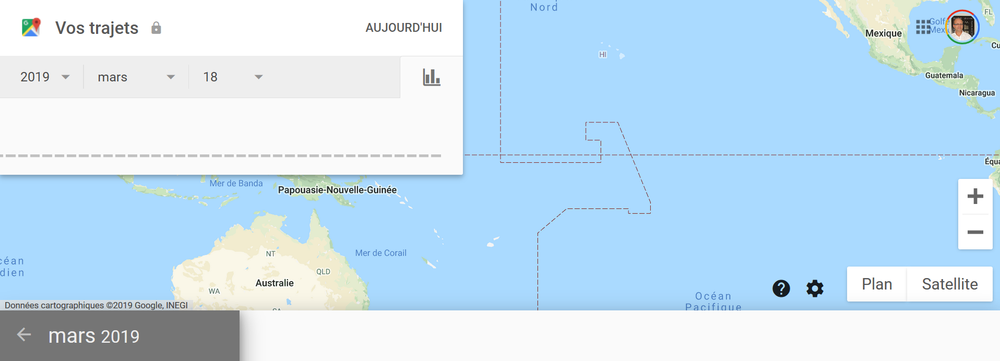 Vos trajets
AUJOURD'HUI
2019
mars
18
Nord
HI
Golfe
Mexi
FL
Mexique
Cu
Guatemala
Nicaragua
Équa
Mer de Banda
Papouasie-Nouvelle-Guinée
Mer de Corail
NT
QLD
Australie
WA
céan
dien
Océan
Pacifique
Plan
Satellite
Données cartographiques ©2019 Google, INEGI
mars 2019